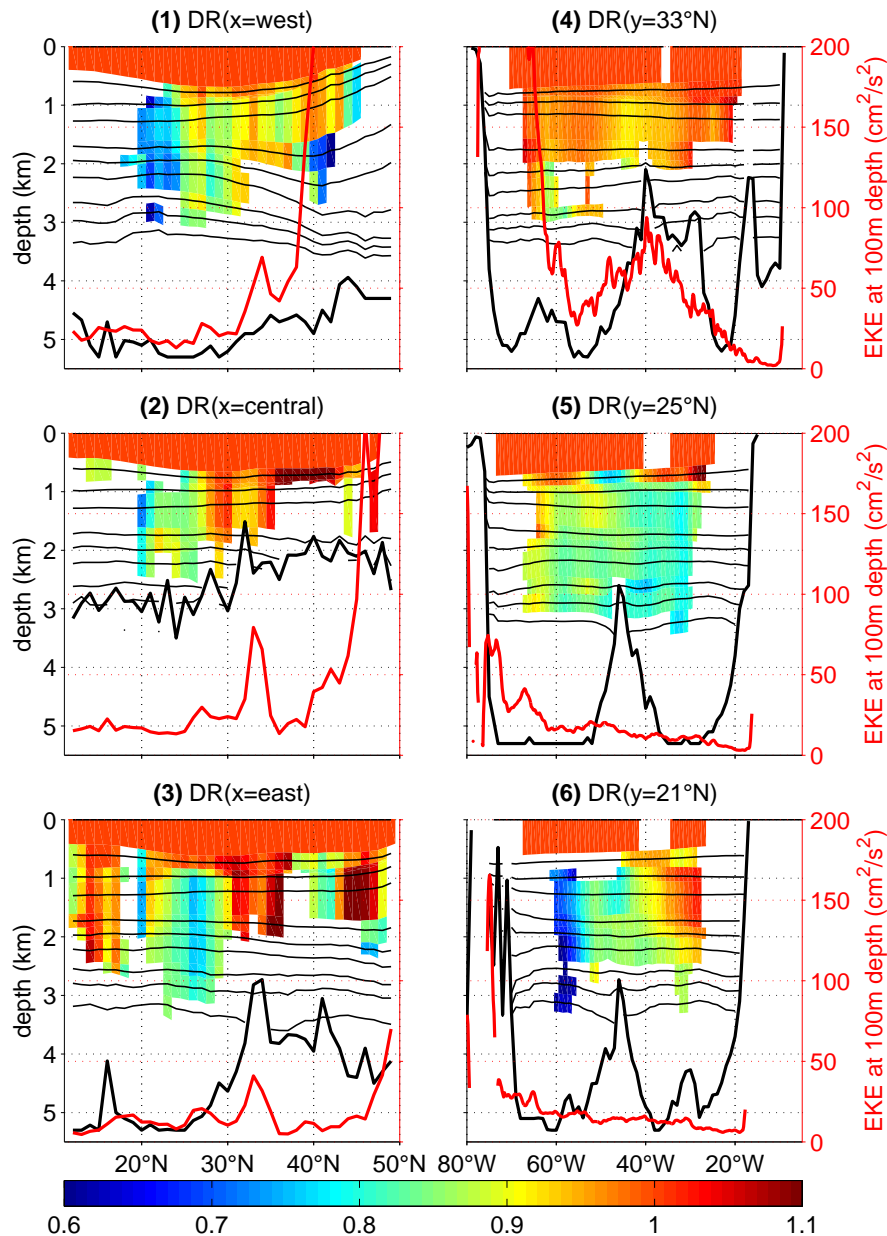 (1) DR(x=west)
(4) DR(y=33°N)
0
1
2
3
4
5
depth (km)
200
150
100
50
0
EKE at 100m depth (cm²/s²)
(2) DR(x=central)
(5) DR(y=25°N)
0
1
2
3
4
5
depth (km)
200
150
100
50
0
EKE at 100m depth (cm²/s²)
(3) DR(x=east)
(6) DR(y=21°N)
0
1
2
3
4
5
depth (km)
200
150
100
50
0
EKE at 100m depth (cm²/s²)
20°N 30°N 40°N 50°N 80°W 60°W 40°W 20°W
0.6 0.7 0.8 0.9 1 1.1